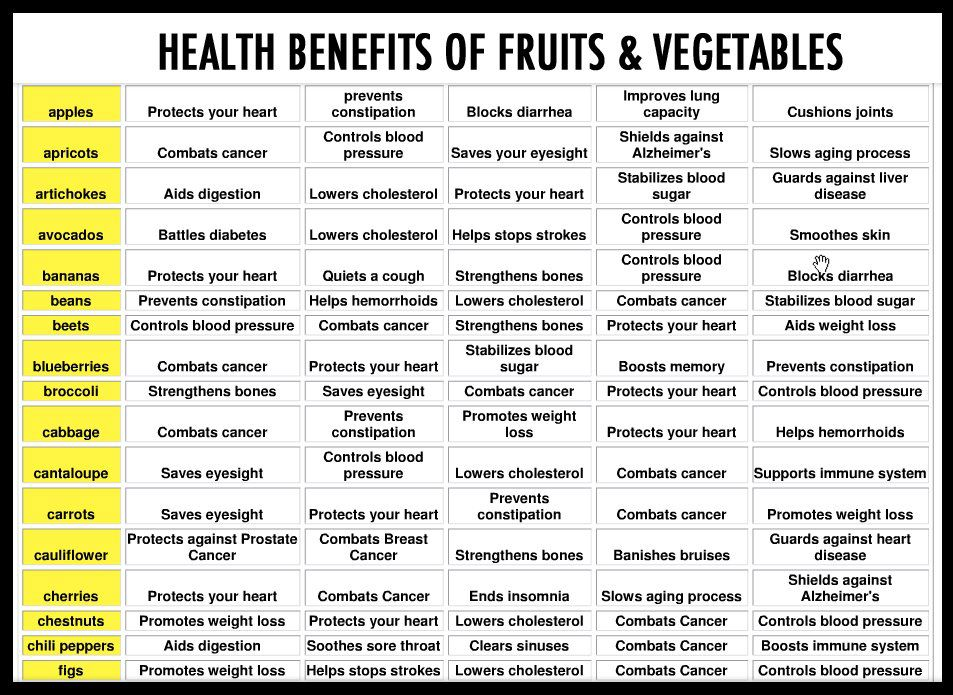 HEALTH BENEFITS OF FRUITS & VEGETABLES
apples Protects your heart prevents constipation Blocks diarrhea Improves lung capacity Cushions joints
apricots Combats cancer Controls blood pressure Saves your eyesight Shields against Alzheimer's Slows aging process
artichokes Aids digestion Lowers cholesterol Protects your heart Stabilizes blood sugar Guards against liver disease
avocados Battles diabetes Lowers cholesterol Helps stops strokes Controls blood pressure Smoothes skin
bananas Protects your heart Quiets a cough Strengthens bones Controls blood pressure Blocks diarrhea
beans Prevents constipation Helps hemorrhoids Lowers cholesterol Combats cancer Stabilizes blood sugar
beets Controls blood pressure Combats cancer Strengthens bones Protects your heart Aids weight loss
blueberries Combats cancer Protects your heart Stabilizes blood sugar Boosts memory Prevents constipation
broccoli Strengthens bones Saves eyesight Combats cancer Protects your heart Controls blood pressure
cabbage Combats cancer Prevents constipation Promotes weight loss Protects your heart Helps hemorrhoids
cantaloupe Saves eyesight Controls blood pressure Lowers cholesterol Combats cancer Supports immune system
carrots Saves eyesight Protects your heart Prevents constipation Combats cancer Promotes weight loss
cauliflower Protects against Prostate Cancer Combats Breast Cancer Strengthens bones Banishes bruises Guards against heart disease
cherries Protects your heart Combats Cancer Ends insomnia Slows aging process Shields against Alzheimer's
chestnuts Promotes weight loss Protects your heart Lowers cholesterol Combats Cancer Controls blood pressure
chili peppers Aids digestion Soothes sore throat Clears sinuses Combats Cancer Boosts immune system
figs Promotes weight loss Helps stops strokes Lowers cholesterol Combats Cancer Controls blood pressure